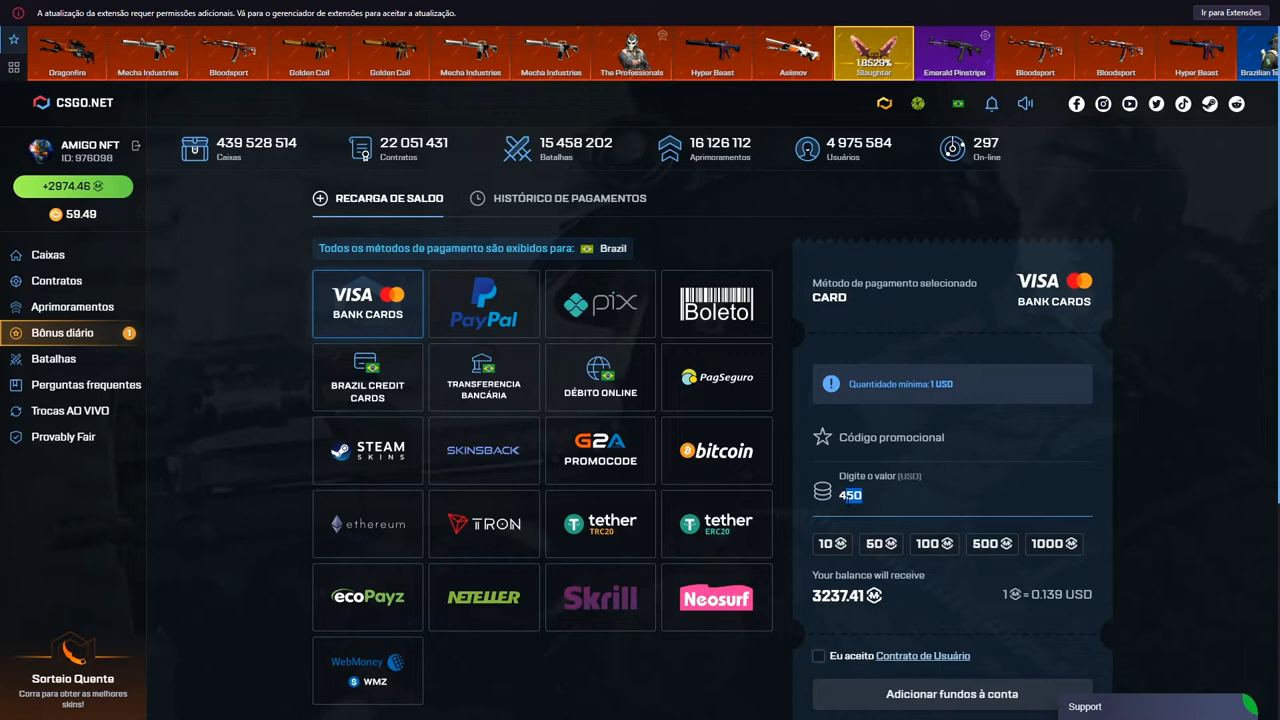 A atualização da extensão requer permissões adicionais. Vá para o gerenciador de extensões para aceitar a atualização.
Ir para Extensões
Dragonfire
Mecha Industries
Bloodsport
Golden Coil
Golden Coil
Mecha Industries
Mecha Industries
The Professionals
Hyper Beast
Asiimov
1.8529%
Slaughter
Emerald Pinstripe
Bloodsport
Bloodsport
Hyper Beast
CSGO.NET
AMIGO NFT
ID: 976098
+2974.46
59.49
439 528 514
Caixas
22 051 431
Contratos
15 458 202
Batalhas
16 126 112
Aprimoramentos
4 975 584
Usuários
297
On-line
Caixas
Contratos
Aprimoramentos
Bônus diário
1
Batalhas
Perguntas frequentes
Trocas AO VIVO
Provably Fair
Sorteio Quente
Corra para obter as melhores
skins!
RECARGA DE SALDO
HISTÓRICO DE PAGAMENTOS
Todos os métodos de pagamento são exibidos para:
Brazil
VISA
BANK CARDS
PayPal
pix
Boleto
BRAZIL CREDIT
CARDS
TRANSFERENCIA
BANCÁRIA
DÉBITO ONLINE
PagSeguro
STEAM
SKINS
SKINSBACK
G2A
PROMOCODE
bitcoin
ethereum
TRON
tether
TRC20
tether
ERC20
ecoPayz
NETELLER
Skrill
Neosurf
WebMoney
WMZ
Método de pagamento selecionado
CARD
VISA
BANK CARDS
Quantidade mínima: 1 USD
Código promocional
Digite o valor (USD)
450
10
50
100
500
1000
Your balance will receive
3237.41
1 = 0.139 USD
Eu aceito Contrato de Usuário
Adicionar fundos à conta
Support